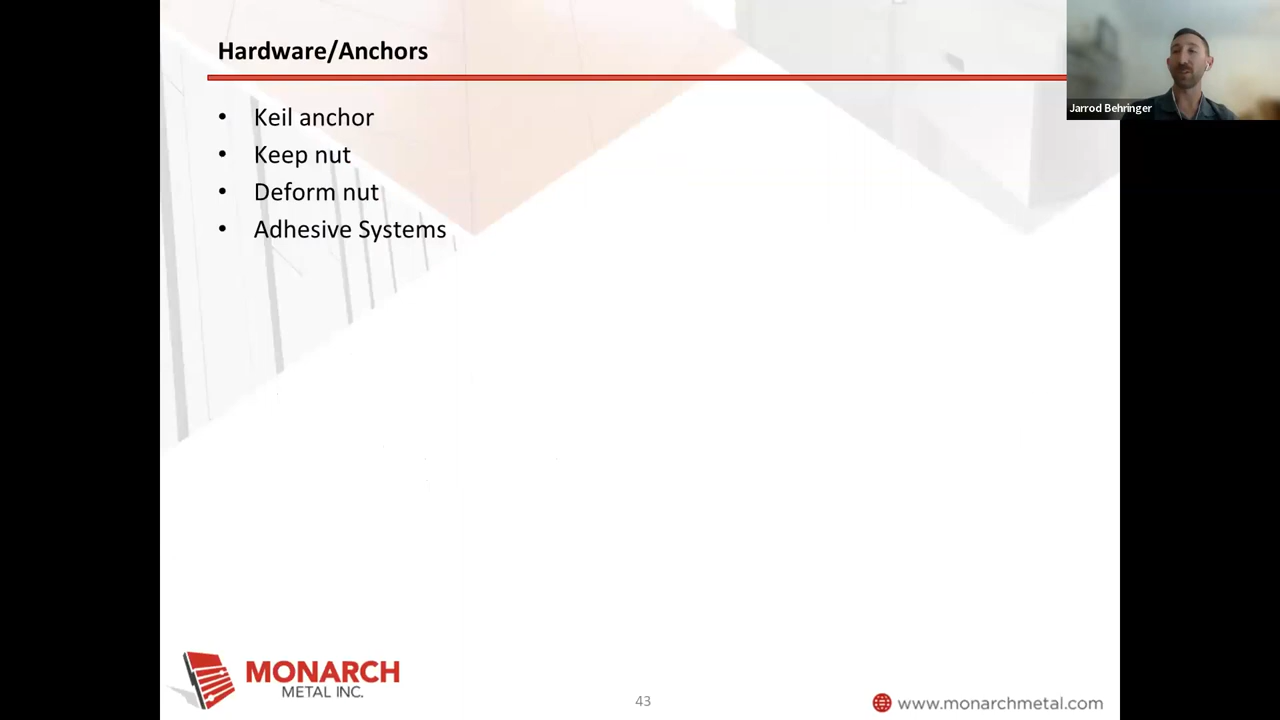 Hardware/Anchors
Jarrod Behringer
• Keil anchor
• Keep nut
• Deform nut
• Adhesive Systems
MONARCH
METAL INC.
43
www.monarchmetal.com